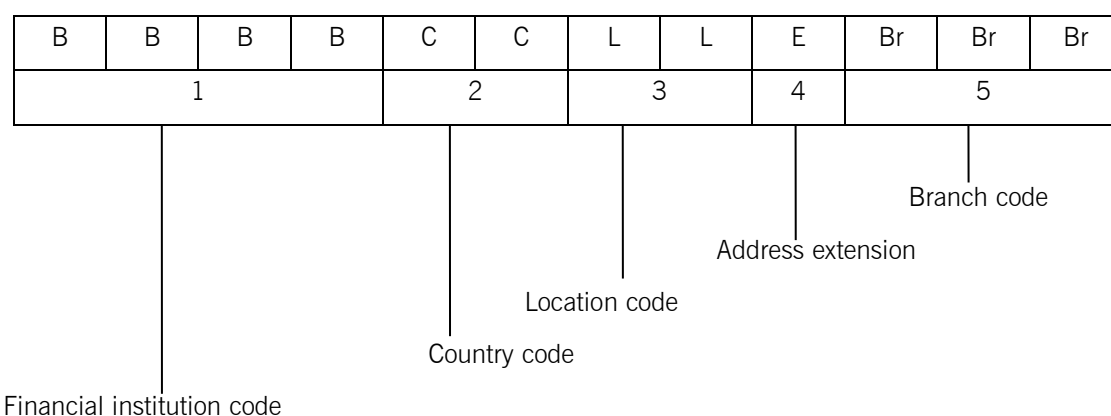 B B B B C C L L E Br Br Br
1 2 3 4 5
Branch code
Address extension
Location code
Country code
Financial institution code